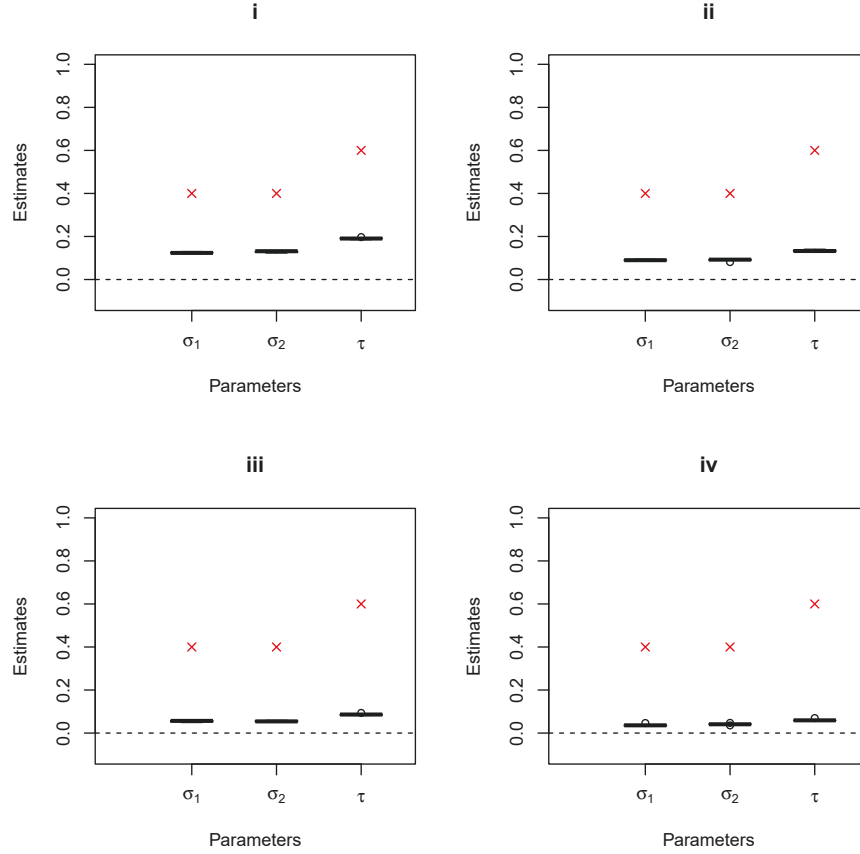 i
Estimates
0.0 0.2 0.4 0.6 0.8 1.0
σ1 σ2 τ
Parameters
ii
Estimates
0.0 0.2 0.4 0.6 0.8 1.0
σ1 σ2 τ
Parameters
iii
Estimates
0.0 0.2 0.4 0.6 0.8 1.0
σ1 σ2 τ
Parameters
iv
Estimates
0.0 0.2 0.4 0.6 0.8 1.0
σ1 σ2 τ
Parameters